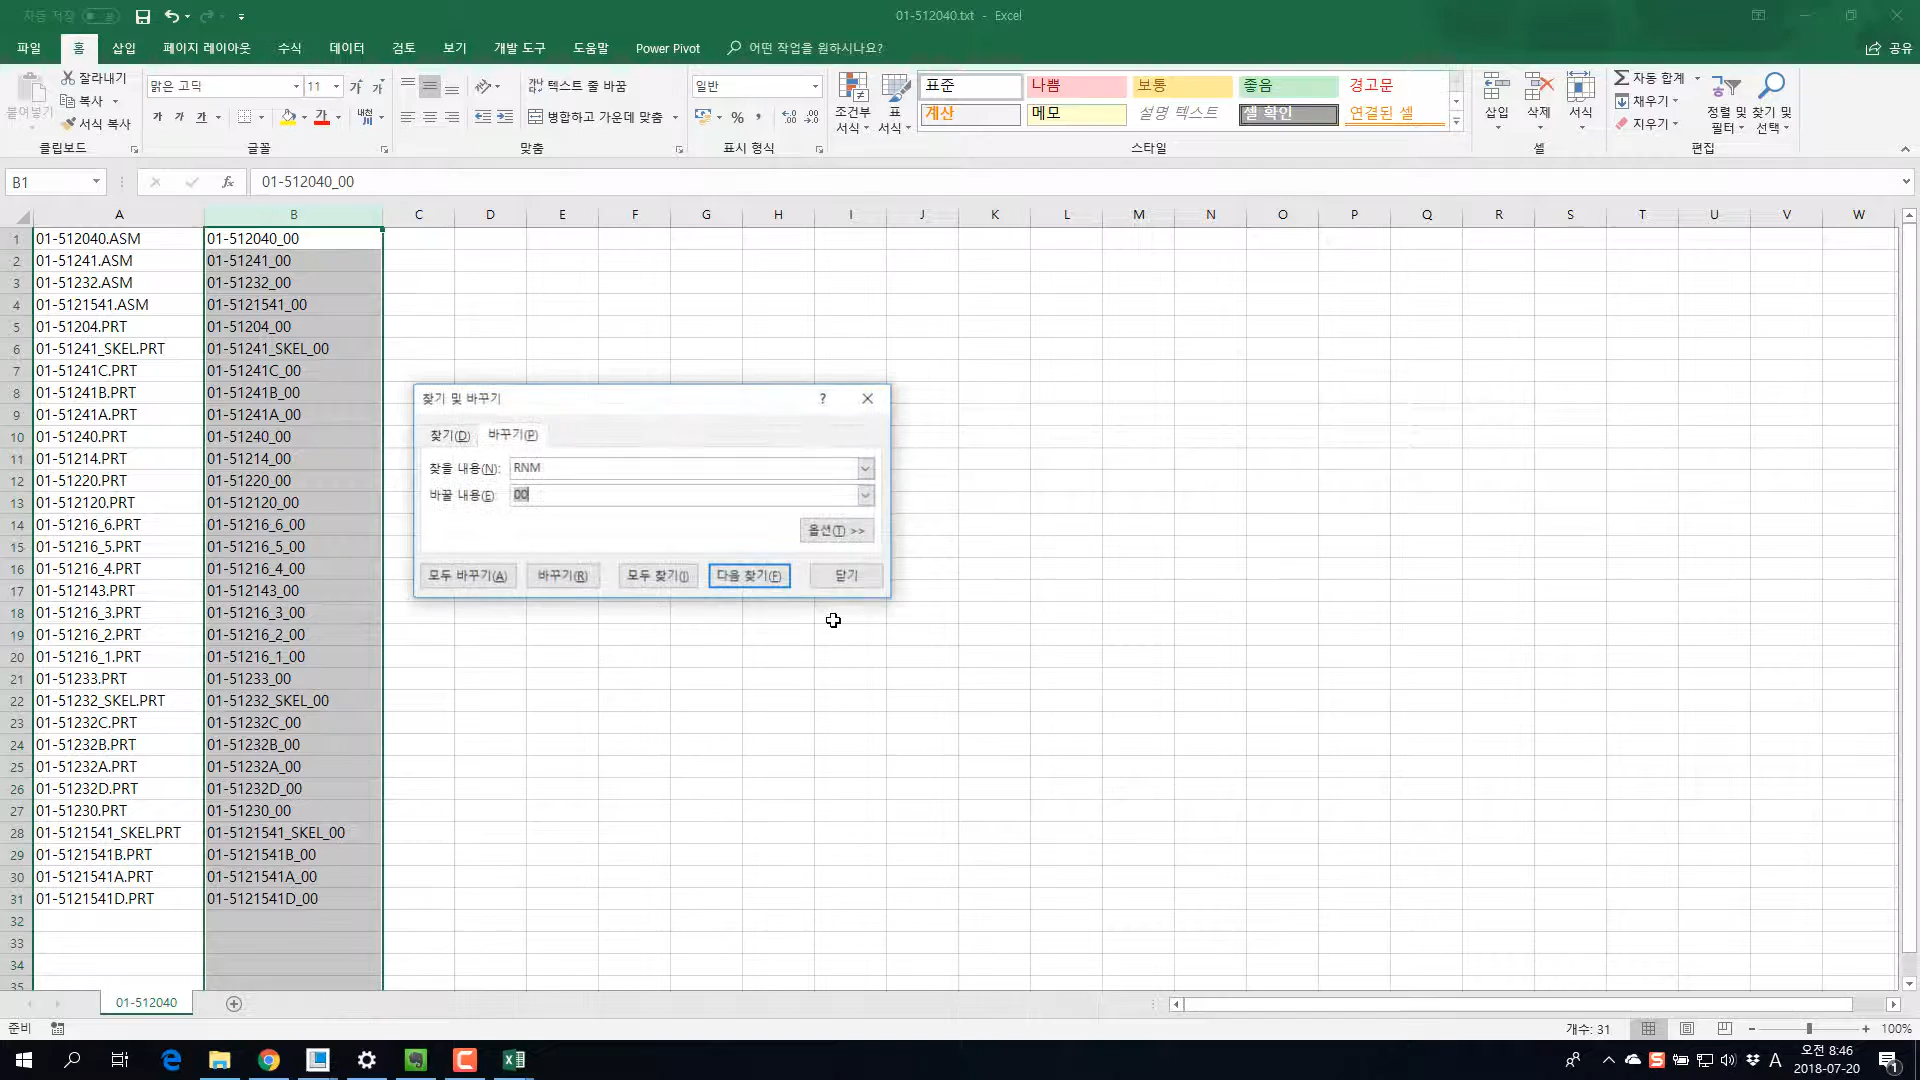 자동 저장
01-512040.txt - Excel
파일 홈 삽입 페이지 레이아웃 수식 데이터 검토 보기 개발 도구 도움말 Power Pivot 어떤 작업을 원하시나요? 공유
붙여넣기 잘라내기 복사 서식 복사 클립보드
맑은 고딕 11 가 가 가 가 가 가 내천 글꼴
텍스트 줄 바꿈 병합하고 가운데 맞춤 맞춤
일반 % , 표시 형식
조건부 서식 표 서식 표준 나쁨 보통 좋음 경고문
계산 메모 설명 텍스트 셀 확인 연결된 셀 스타일
삽입 삭제 서식 셀
자동 합계 채우기 지우기 정렬 및 필터 찾기 및 선택 편집
B1 fx 01-512040_00
A B C D E F G H I J K L M N O P Q R S T U V W
1 01-512040.ASM 01-512040_00
2 01-51241.ASM 01-51241_00
3 01-51232.ASM 01-51232_00
4 01-5121541.ASM 01-5121541_00
5 01-51204.PRT 01-51204_00
6 01-51241_SKEL.PRT 01-51241_SKEL_00
7 01-51241C.PRT 01-51241C_00
8 01-51241B.PRT 01-51241B_00
9 01-51241A.PRT 01-51241A_00
10 01-51240.PRT 01-51240_00
11 01-51214.PRT 01-51214_00
12 01-51220.PRT 01-51220_00
13 01-512120.PRT 01-512120_00
14 01-51216_6.PRT 01-51216_6_00
15 01-51216_5.PRT 01-51216_5_00
16 01-51216_4.PRT 01-51216_4_00
17 01-512143.PRT 01-512143_00
18 01-51216_3.PRT 01-51216_3_00
19 01-51216_2.PRT 01-51216_2_00
20 01-51216_1.PRT 01-51216_1_00
21 01-51233.PRT 01-51233_00
22 01-51232_SKEL.PRT 01-51232_SKEL_00
23 01-51232C.PRT 01-51232C_00
24 01-51232B.PRT 01-51232B_00
25 01-51232A.PRT 01-51232A_00
26 01-51232D.PRT 01-51232D_00
27 01-51230.PRT 01-51230_00
28 01-5121541_SKEL.PRT 01-5121541_SKEL_00
29 01-5121541B.PRT 01-5121541B_00
30 01-5121541A.PRT 01-5121541A_00
31 01-5121541D.PRT 01-5121541D_00
32
33
34
35
찾기 및 바꾸기 ?
찾기(D) 바꾸기(P)
찾을 내용(N): RNM
바꿀 내용(E): 00
옵션(T) >>
모두 바꾸기(A) 바꾸기(R) 모두 찾기(I) 다음 찾기(F) 닫기
01-512040
준비 개수: 31 100%
A 오전 8:46
2018-07-20 1